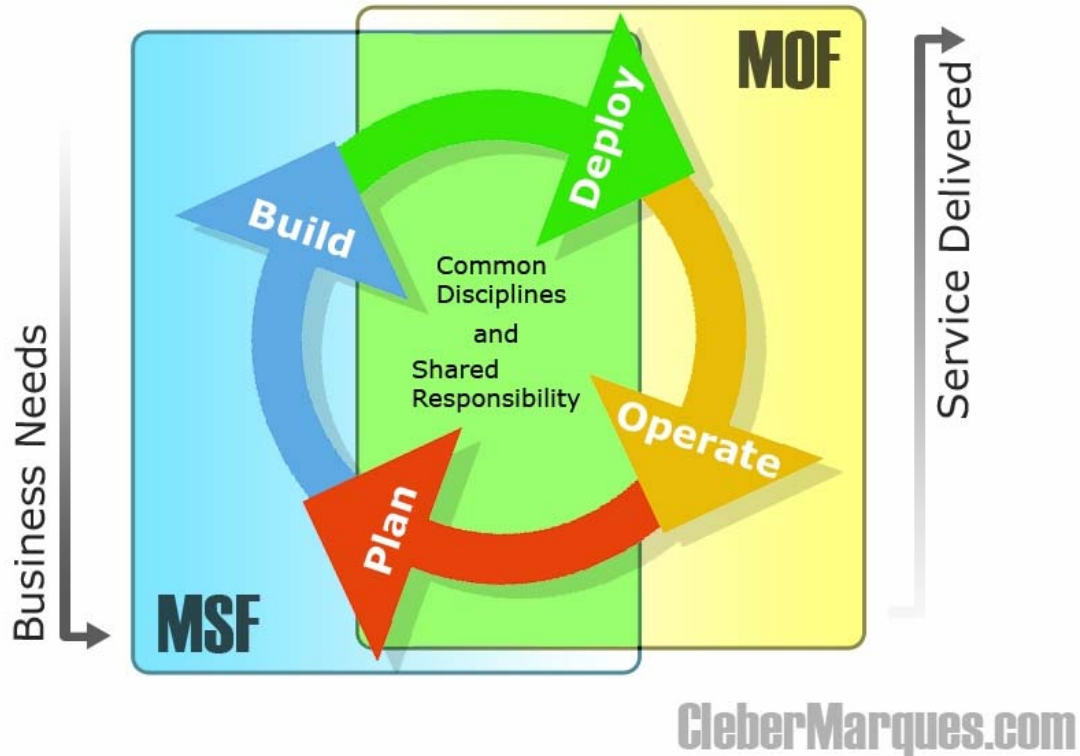 MOF
Deploy
Build
Common
Disciplines
and
Shared
Responsibility
Operate
Plan
MSF
Business Needs
Service Delivered
CleberMarques.com